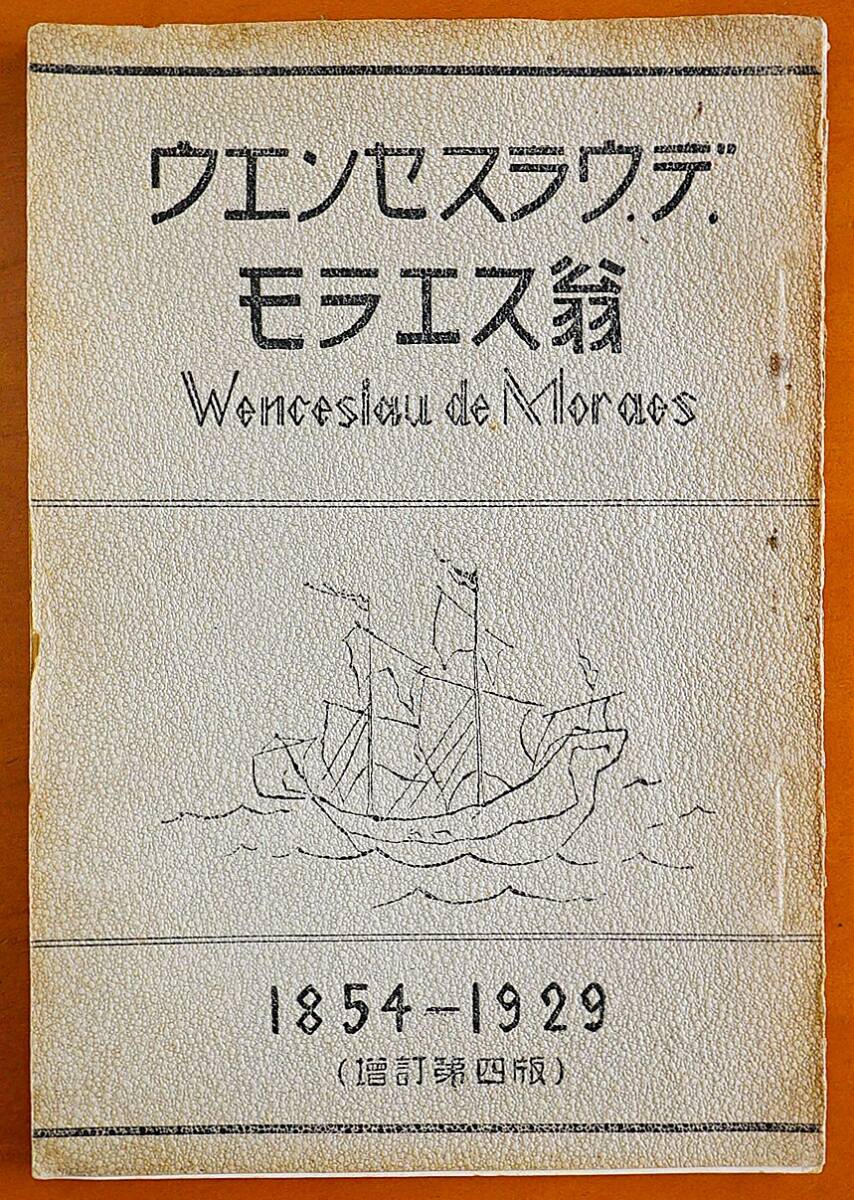 ウエンセスラウ.デ.
モラエス翁
Wenceslau de Moraes
1854-1929
(增訂第四版)